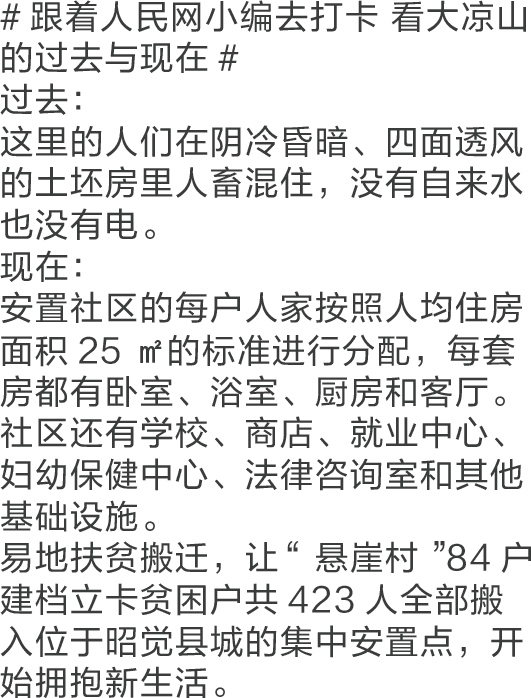 # 跟着人民网小编去打卡 看大凉山
的过去与现在 #
过去：
这里的人们在阴冷昏暗、四面透风
的土坯房里人畜混住，没有自来水
也没有电。
现在：
安置社区的每户人家按照人均住房
面积 25 ㎡的标准进行分配，每套
房都有卧室、浴室、厨房和客厅。
社区还有学校、商店、就业中心、
妇幼保健中心、法律咨询室和其他
基础设施。
易地扶贫搬迁，让“ 悬崖村 ”84 户
建档立卡贫困户共 423 人全部搬
入位于昭觉县城的集中安置点，开
始拥抱新生活。